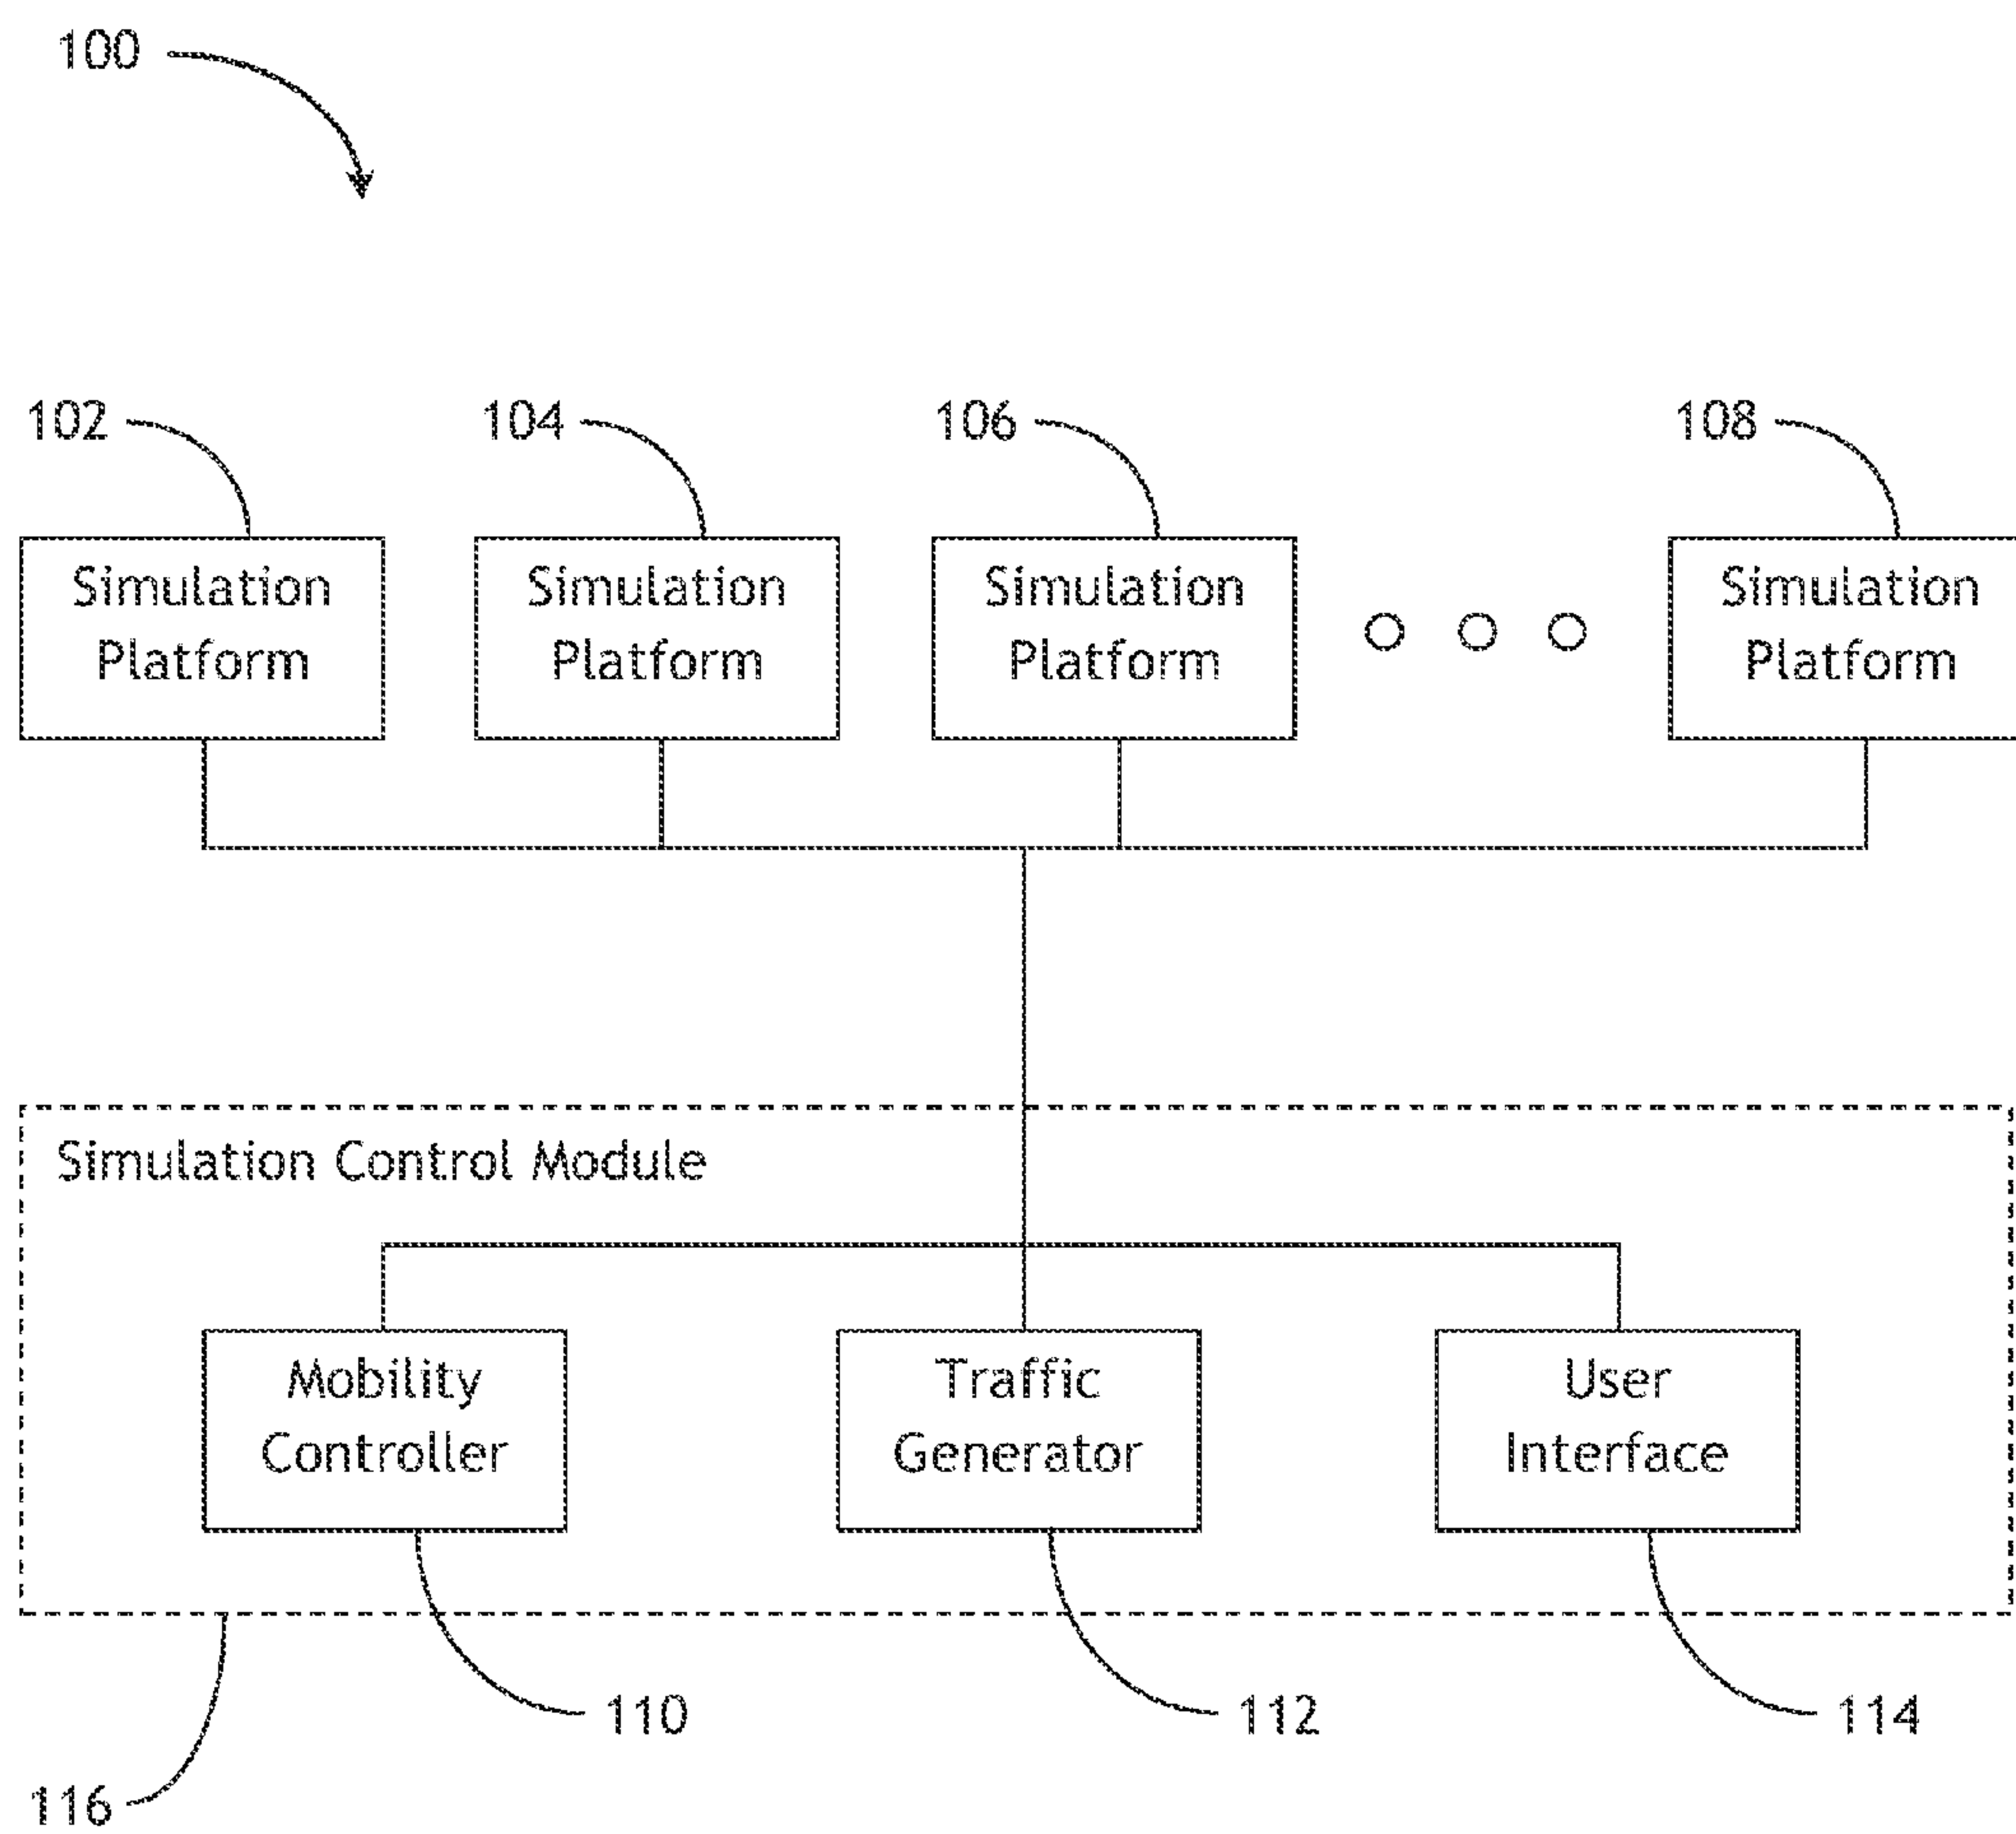 100
102 104 106 108
Simulation Simulation Simulation Simulation
Platform Platform Platform Platform
Simulation Control Module
Mobility Traffic User
Controller Generator Interface
110 112 114
116